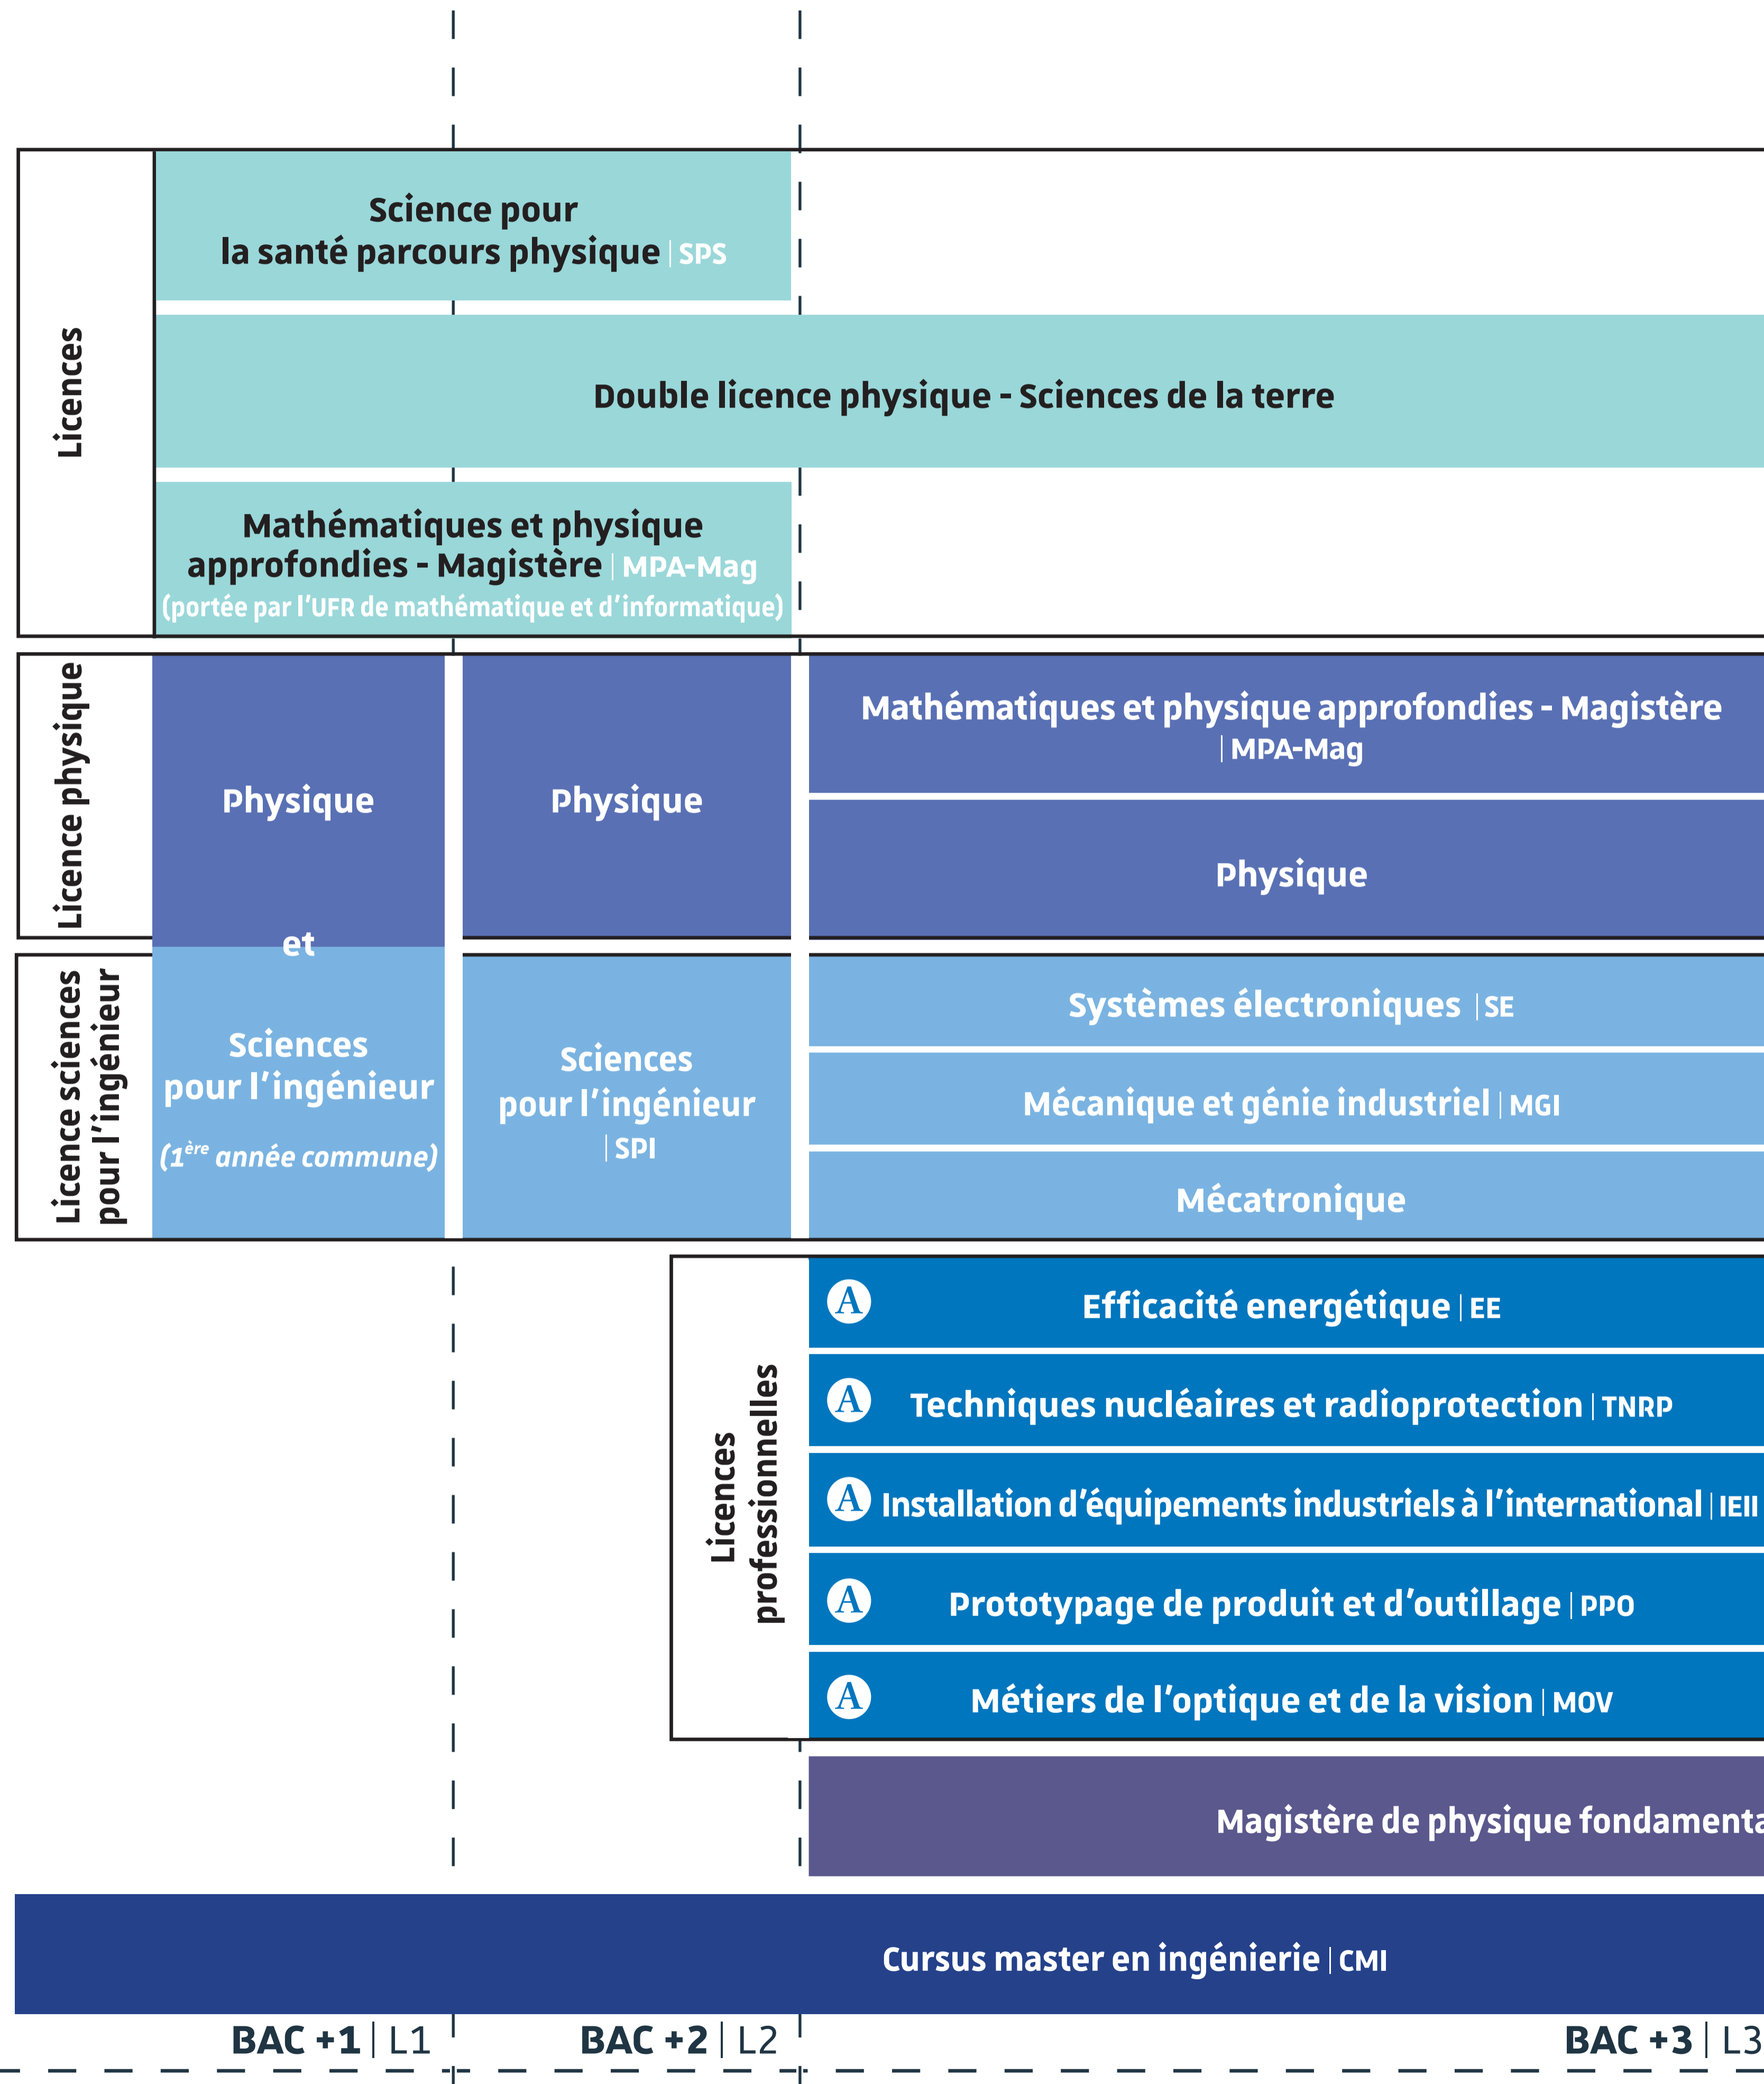 Licences
Science pour
la santé parcours physique | SPS
Double licence physique - Sciences de la terre
Mathématiques et physique
approfondies - Magistère | MPA-Mag
(portée par l'UFR de mathématique et d'informatique)
Licence physique
Physique
et
Sciences
pour l'ingénieur
(1ère année commune)
Physique
Mathématiques et physique approfondies - Magistère
| MPA-Mag
Physique
Licence sciences
pour l'ingénieur
Sciences
pour l'ingénieur
| SPI
Systèmes électroniques | SE
Mécanique et génie industriel | MGI
Mécatronique
Licences
professionnelles
A Efficacité energétique | EE
A Techniques nucléaires et radioprotection | TNRP
A Installation d'équipements industriels à l'international | IEII
A Prototypage de produit et d'outillage | PPO
A Métiers de l'optique et de la vision | MOV
Magistère de physique fondamenta
Cursus master en ingénierie | CMI
BAC +1 | L1
BAC +2 | L2
BAC +3 | L3